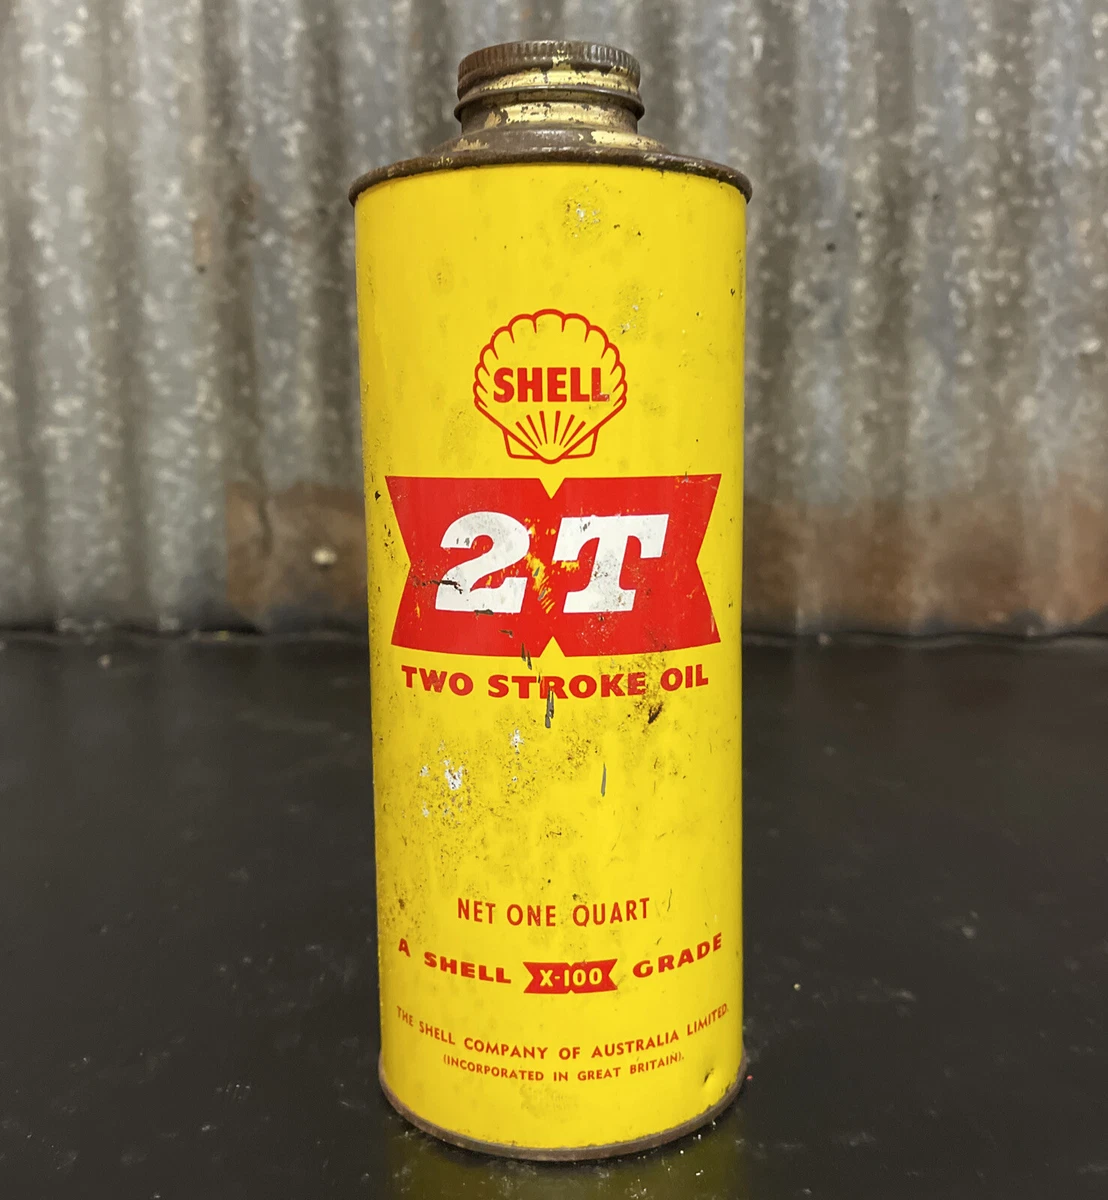 SHELL
2T
TWO STROKE OIL
NET ONE QUART
A SHELL X-100 GRADE
THE SHELL COMPANY OF AUSTRALIA LIMITED.
(INCORPORATED IN GREAT BRITAIN).